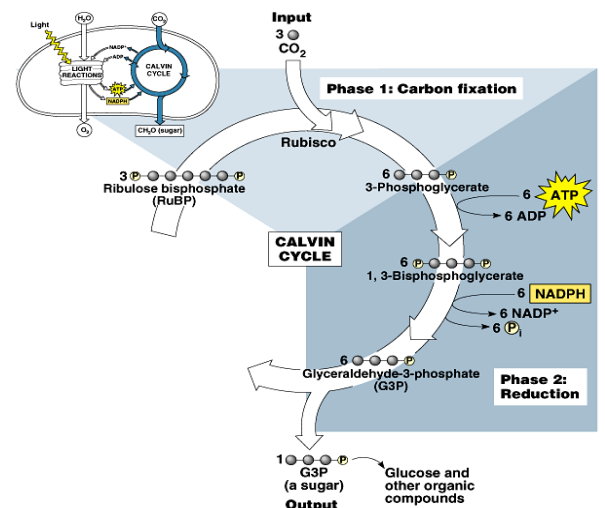 Light
H₂O
CO₂
NADP⁺
ADP
LIGHT
REACTIONS
CALVIN
CYCLE
ATP
NADPH
O₂
CH₂O (sugar)
Input
3
CO₂
Phase 1: Carbon fixation
Rubisco
3 P P
Ribulose bisphosphate
(RuBP)
6 P
3-Phosphoglycerate
6 ATP
6 ADP
CALVIN
CYCLE
6 P P
1, 3-Bisphosphoglycerate
6 NADPH
6 NADP⁺
6 Pᵢ
6 P
Glyceraldehyde-3-phosphate
(G3P)
Phase 2:
Reduction
1 P
G3P
(a sugar)
Output
Glucose and
other organic
compounds